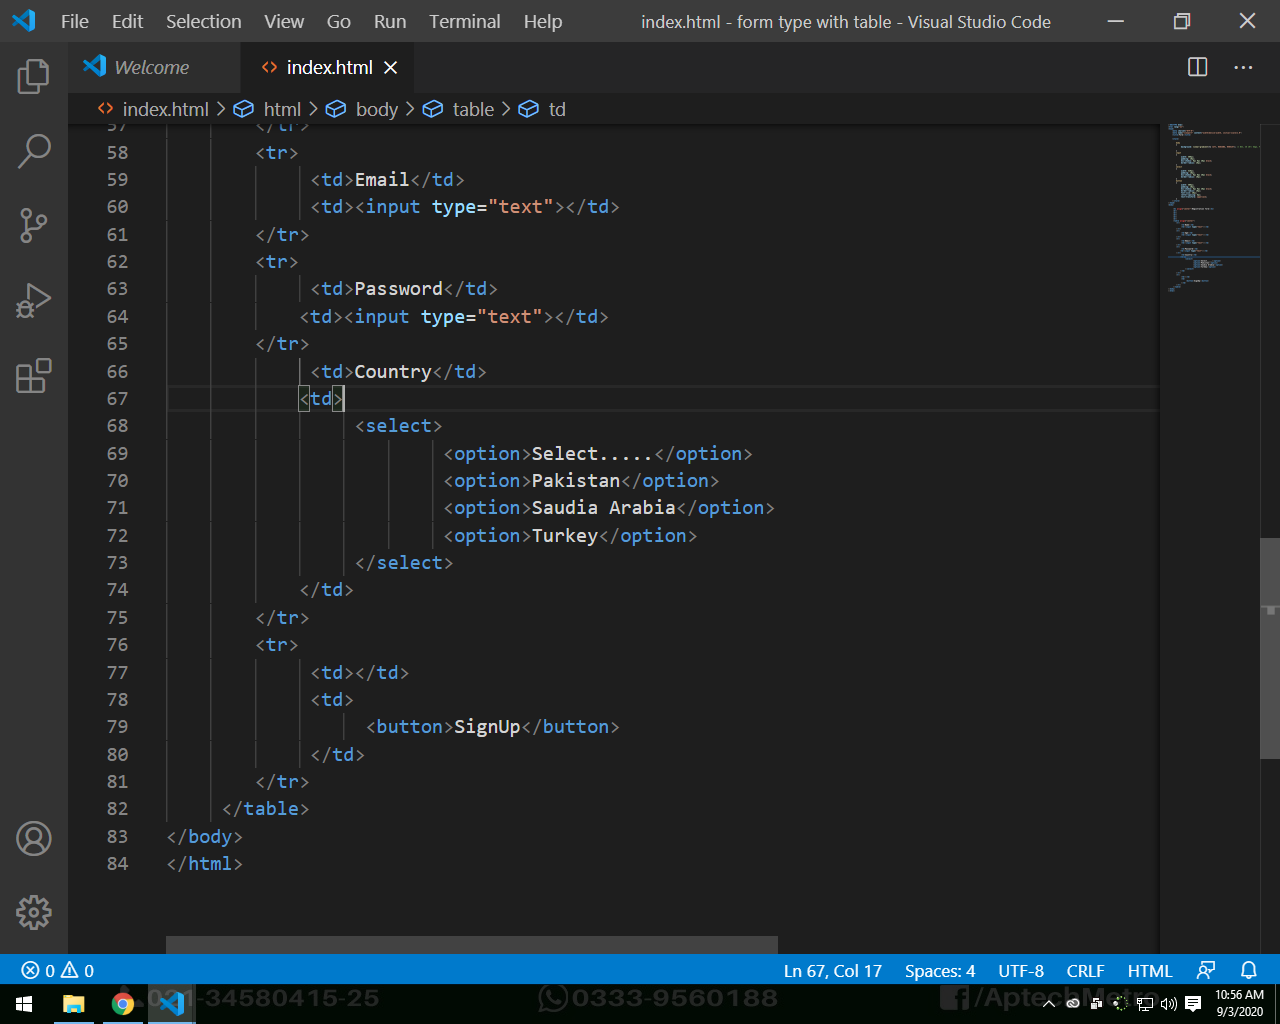 File Edit Selection View Go Run Terminal Help index.html - form type with table - Visual Studio Code
Welcome <> index.html
<> index.html > html > body > table > td
57 </tr>
58 <tr>
59 <td>Email</td>
60 <td><input type="text"></td>
61 </tr>
62 <tr>
63 <td>Password</td>
64 <td><input type="text"></td>
65 </tr>
66 <td>Country</td>
67 <td>
68 <select>
69 <option>Select.....</option>
70 <option>Pakistan</option>
71 <option>Saudia Arabia</option>
72 <option>Turkey</option>
73 </select>
74 </td>
75 </tr>
76 <tr>
77 <td></td>
78 <td>
79 <button>SignUp</button>
80 </td>
81 </tr>
82 </table>
83 </body>
84 </html>
0 0 Ln 67, Col 17 Spaces: 4 UTF-8 CRLF HTML
-34580415-25 0333-9560188 /AptechMetro 10:56 AM
9/3/2020